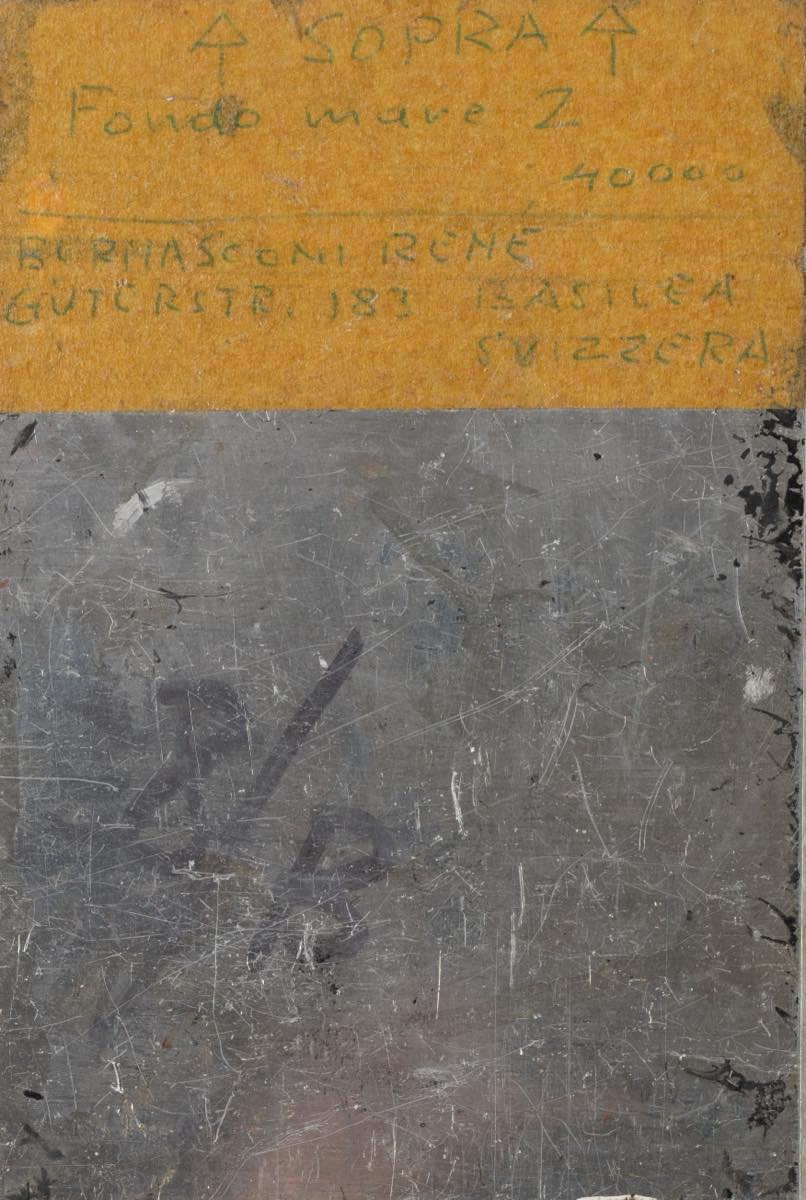 ↑ SOPRA ↑
Fondo mare 2
40000
BERNASCONI RENÉ
GÜTERSTR. 183 BASILEA
SVIZZERA